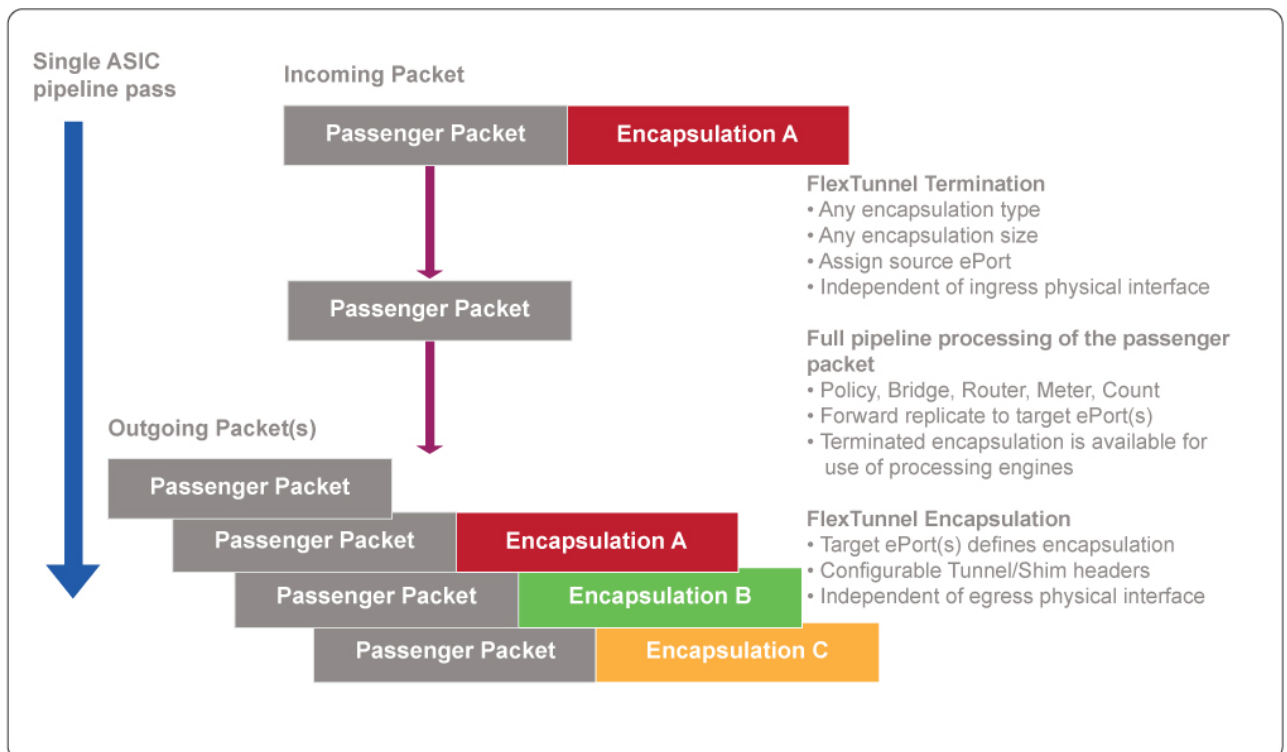 Single ASIC
pipeline pass
Incoming Packet
Passenger Packet
Encapsulation A
FlexTunnel Termination
• Any encapsulation type
• Any encapsulation size
• Assign source ePort
• Independent of ingress physical interface
Passenger Packet
Full pipeline processing of the passenger
packet
• Policy, Bridge, Router, Meter, Count
• Forward replicate to target ePort(s)
• Terminated encapsulation is available for
use of processing engines
Outgoing Packet(s)
Passenger Packet
Passenger Packet
Encapsulation A
Passenger Packet
Encapsulation B
Passenger Packet
Encapsulation C
FlexTunnel Encapsulation
• Target ePort(s) defines encapsulation
• Configurable Tunnel/Shim headers
• Independent of egress physical interface